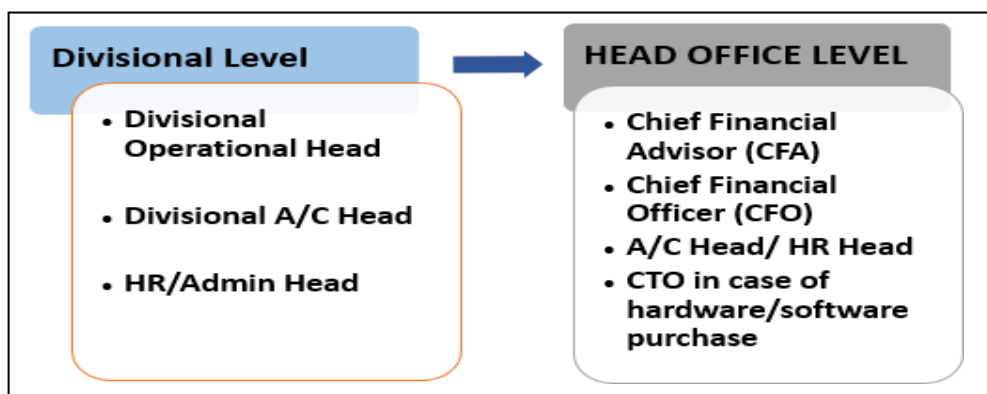 Divisional Level
• Divisional
Operational Head
• Divisional A/C Head
• HR/Admin Head
HEAD OFFICE LEVEL
• Chief Financial
Advisor (CFA)
• Chief Financial
Officer (CFO)
• A/C Head/ HR Head
• CTO in case of
hardware/software
purchase